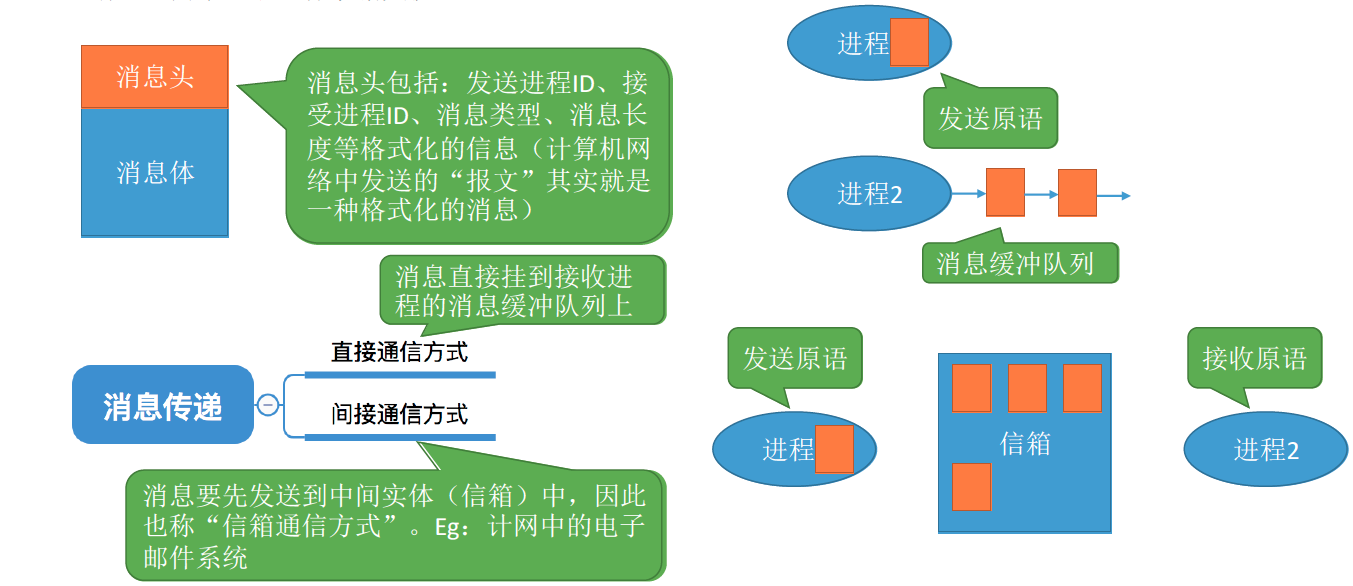 消息头
消息体
消息头包括：发送进程ID、接
受进程ID、消息类型、消息长
度等格式化的信息（计算机网
络中发送的“报文”其实就是
一种格式化的消息）
进程
发送原语
进程2
消息缓冲队列
消息直接挂到接收进
程的消息缓冲队列上
直接通信方式
消息传递
间接通信方式
消息要先发送到中间实体（信箱）中，因此
也称“信箱通信方式”。Eg：计网中的电子
邮件系统
发送原语
进程
信箱
接收原语
进程2